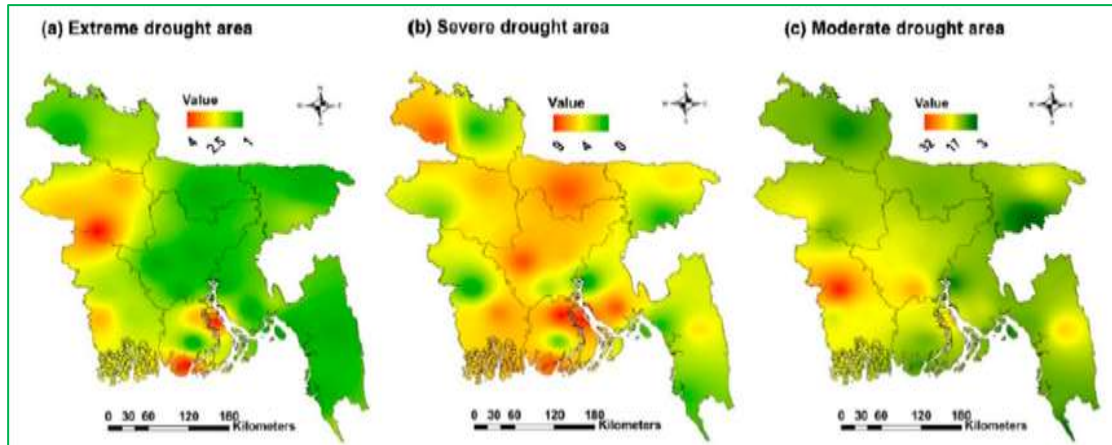 (a) Extreme drought area
(b) Severe drought area
(c) Moderate drought area
Value
4 2.5 1
Value
4 0
Value
32 17 3
0 30 60 120 180
Kilometers
0 30 60 120 180
Kilometers
0 30 60 120 180
Kilometers